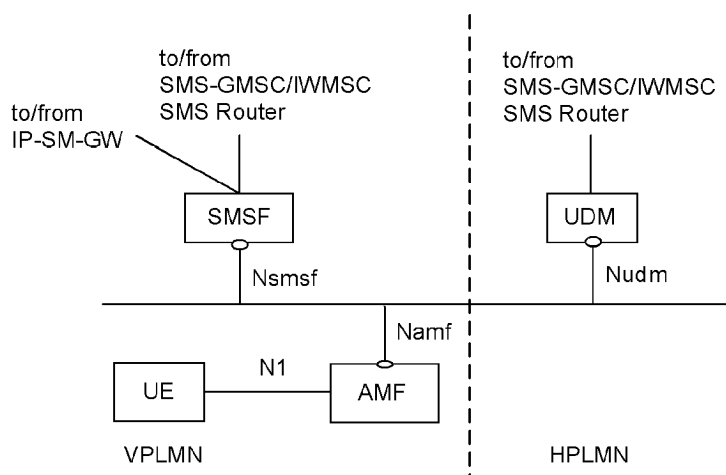 to/from
SMS-GMSC/IWMSC
SMS Router
to/from
IP-SM-GW
to/from
SMS-GMSC/IWMSC
SMS Router
SMSF
UDM
Nsmsf
Nudm
Namf
UE
N1
AMF
VPLMN
HPLMN